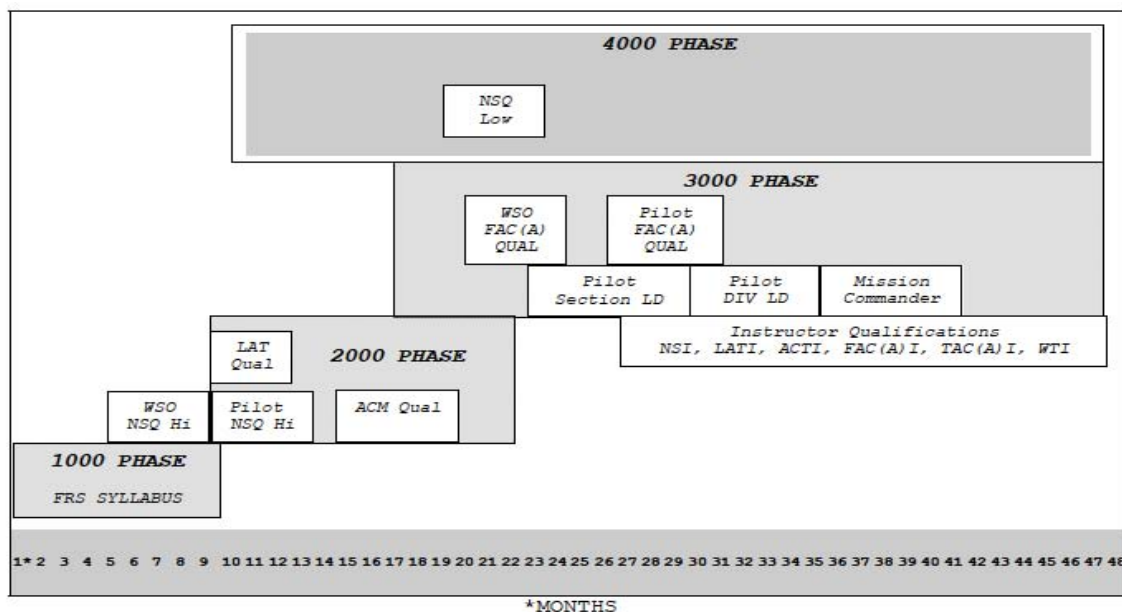 4000 PHASE
NSQ
Low
3000 PHASE
WSO
FAC(A)
QUAL
Pilot
FAC(A)
QUAL
Pilot
Section LD
Pilot
DIV LD
Mission
Commander
Instructor Qualifications
NSI, LATI, ACTI, FAC(A)I, TAC(A)I, WTI
LAT
Qual
2000 PHASE
WSO
NSQ Hi
Pilot
NSQ Hi
ACM Qual
1000 PHASE
FRS SYLLABUS
1* 2 3 4 5 6 7 8 9 10 11 12 13 14 15 16 17 18 19 20 21 22 23 24 25 26 27 28 29 30 31 32 33 34 35 36 37 38 39 40 41 42 43 44 45 46 47 48
*MONTHS